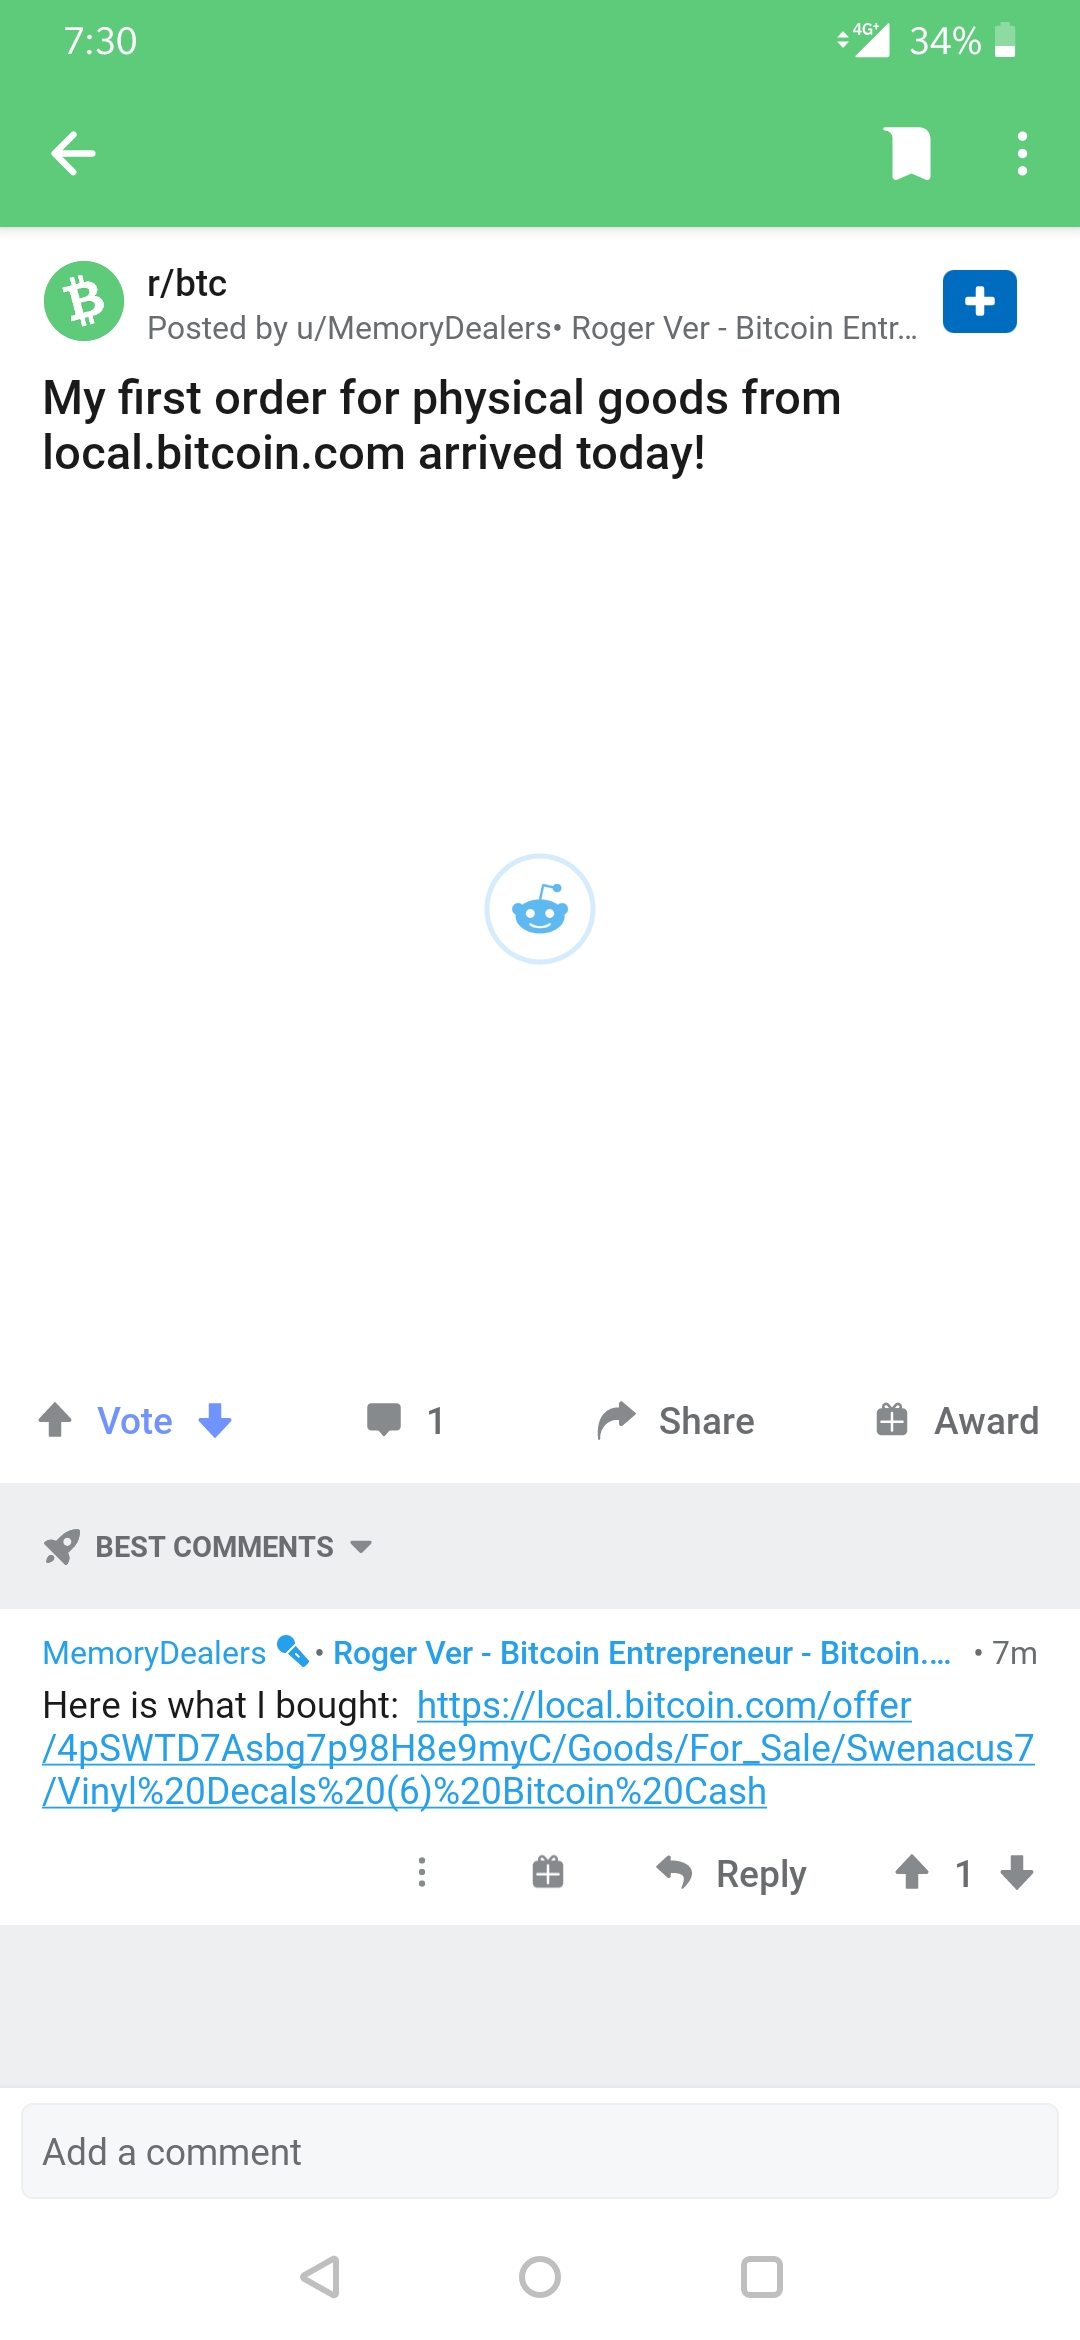 7:30
4G+ 34%
r/btc
Posted by u/MemoryDealers• Roger Ver - Bitcoin Entr...
My first order for physical goods from
local.bitcoin.com arrived today!
Vote
1
Share
Award
BEST COMMENTS
MemoryDealers • Roger Ver - Bitcoin Entrepreneur - Bitcoin.... • 7m
Here is what I bought: https://local.bitcoin.com/offer
/4pSWTD7Asbg7p98H8e9myC/Goods/For_Sale/Swenacus7
/Vinyl%20Decals%20(6)%20Bitcoin%20Cash
Reply
1
Add a comment